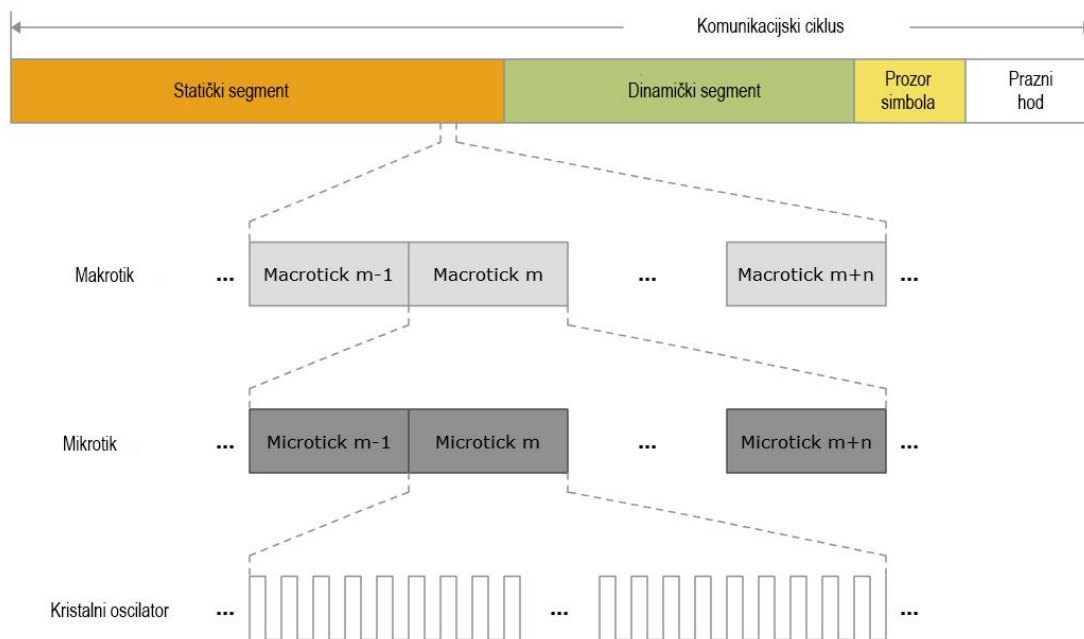 Komunikacijski ciklus
Statički segment
Dinamički segment
Prozor
simbola
Prazni
hod
Makrotik ... Macrotick m-1 Macrotick m ... Macrotick m+n ...
Mikrotik ... Microtick m-1 Microtick m ... Microtick m+n ...
Kristalni oscilator ... ... ...